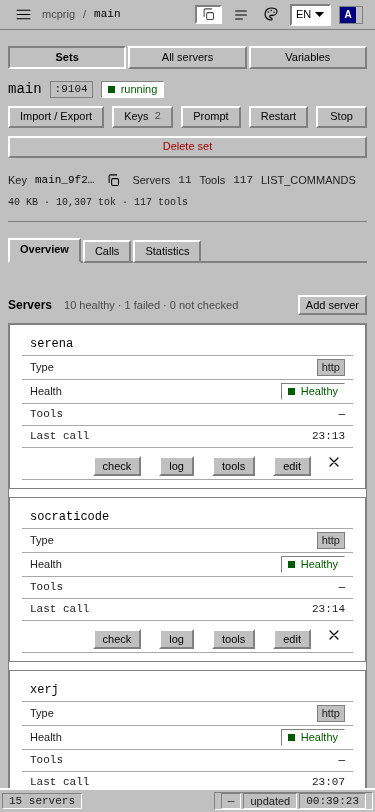 mcprig / main EN A
Sets All servers Variables
main :9104 running
Import / Export Keys 2 Prompt Restart Stop
Delete set
Key main_9f2… Servers 11 Tools 117 LIST_COMMANDS
40 KB · 10,307 tok · 117 tools
Overview Calls Statistics
Servers 10 healthy · 1 failed · 0 not checked Add server
serena
Type http
Health Healthy
Tools —
Last call 23:13
check log tools edit
socraticode
Type http
Health Healthy
Tools —
Last call 23:14
check log tools edit
xerj
Type http
Health Healthy
Tools —
Last call 23:07
15 servers — updated 00:39:23